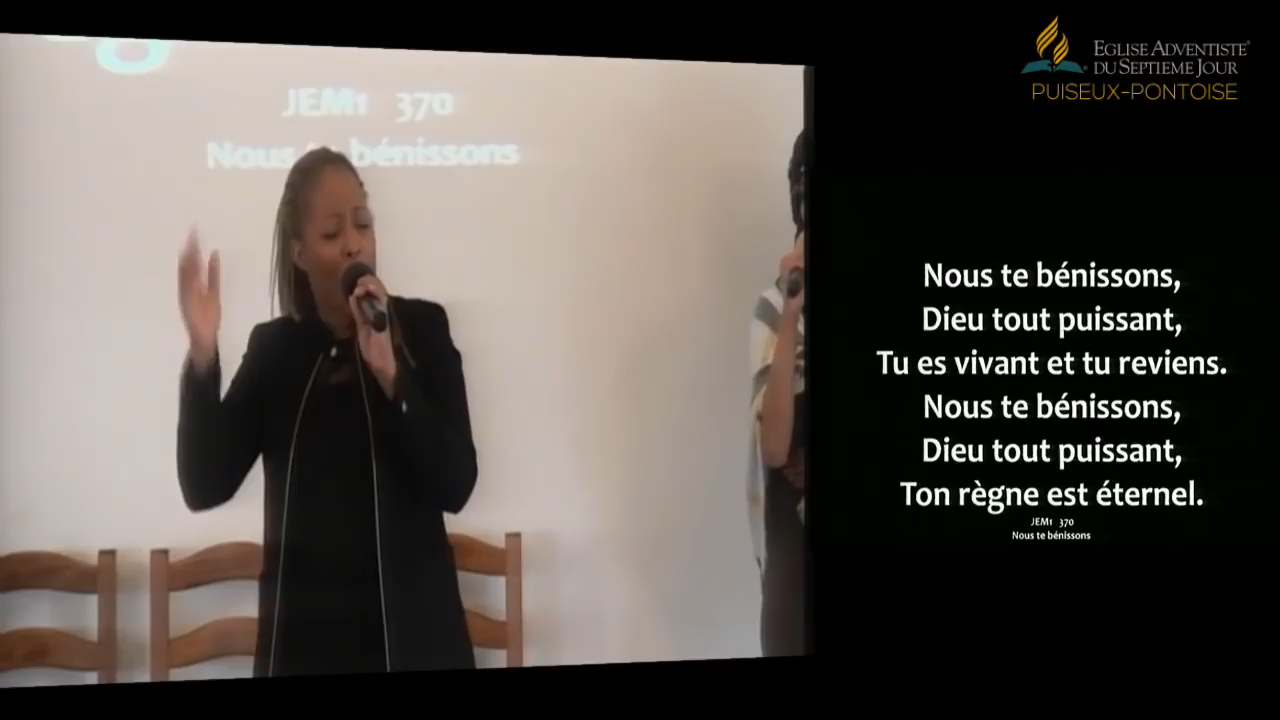 JEM1 370
Nous te bénissons
EGLISE ADVENTISTE
DU SEPTIEME JOUR
PUISEUX-PONTOISE
Nous te bénissons,
Dieu tout puissant,
Tu es vivant et tu reviens.
Nous te bénissons,
Dieu tout puissant,
Ton règne est éternel.
JEM1 370
Nous te bénissons